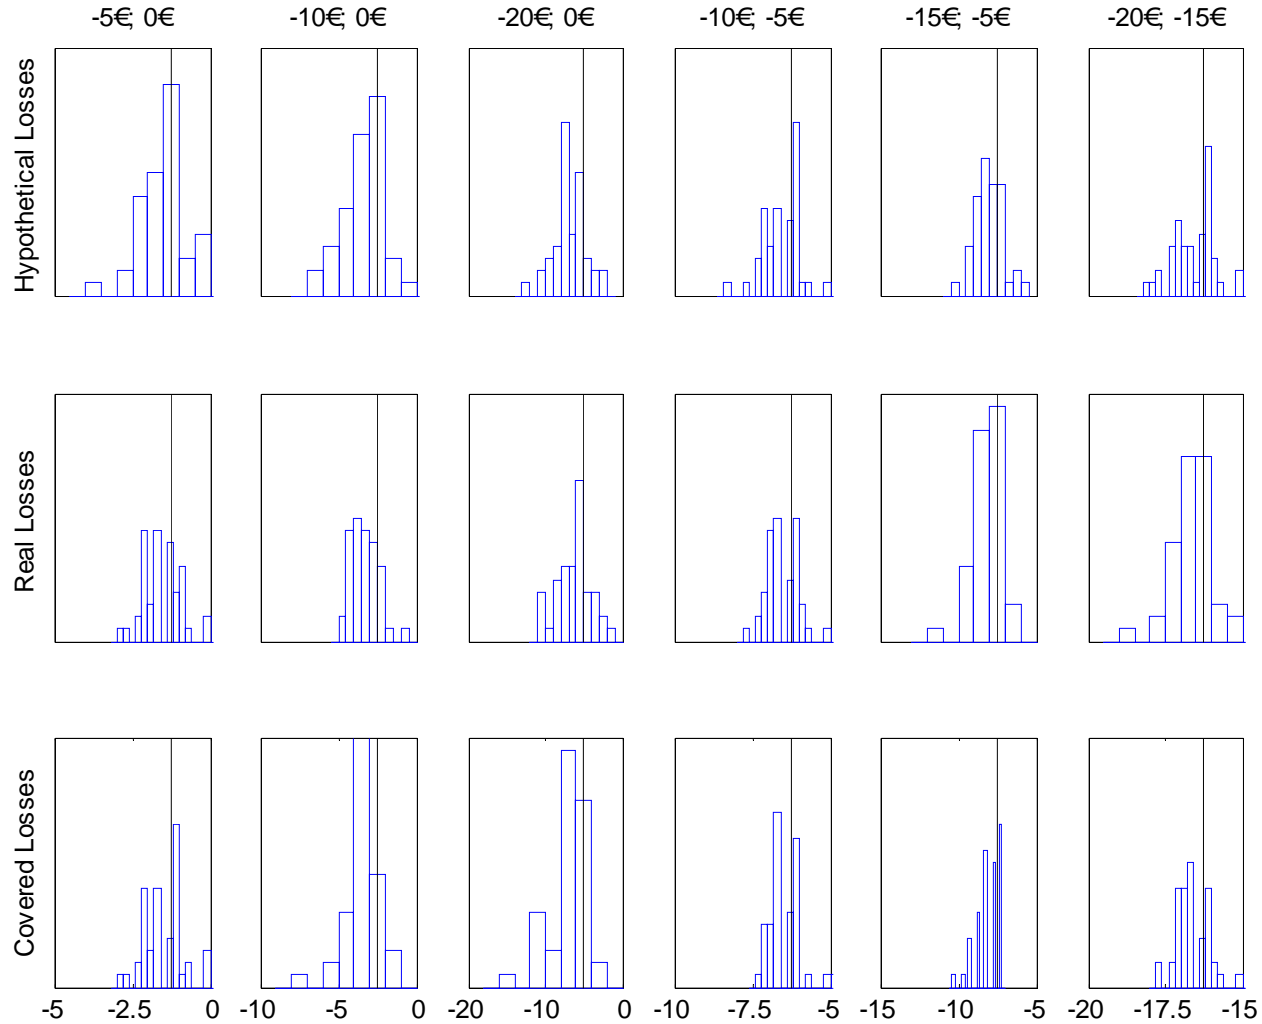 -5€; 0€ -10€; 0€ -20€; 0€ -10€; -5€ -15€; -5€ -20€; -15€
Hypothetical Losses
Real Losses
Covered Losses
-5 -2.5 0 -10 -5 0 -20 -10 0 -10 -7.5 -5 -15 -10 -5 -20 -17.5 -15